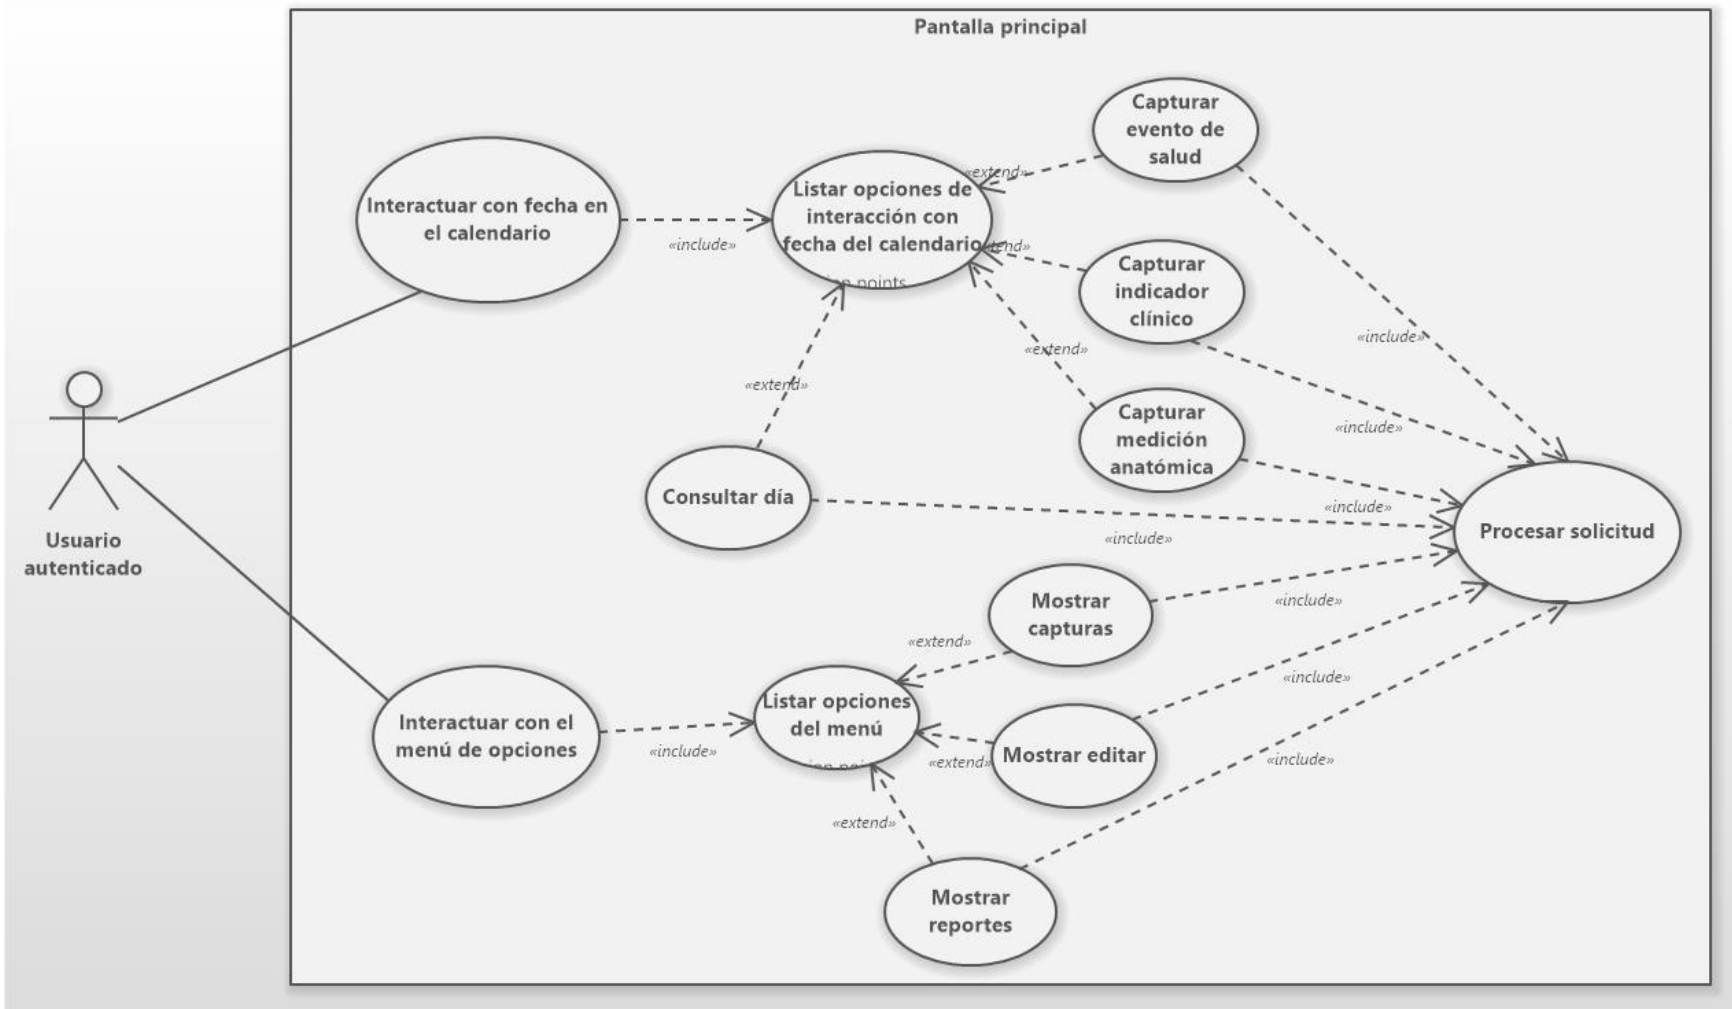 Pantalla principal
Capturar
evento de
salud
«extend»
Interactuar con fecha en
el calendario
«include»
Listar opciones de
interacción con
fecha del calendario
points
Capturar
indicador
clínico
«include»
«extend»
«extend»
Capturar
medición
anatómica
«include»
Consultar día
«include»
«include»
Procesar solicitud
Usuario
autenticado
Mostrar
capturas
«include»
«extend»
Interactuar con el
menú de opciones
«include»
Listar opciones
del menú
«extend»
Mostrar editar
«include»
«include»
«extend»
Mostrar
reportes